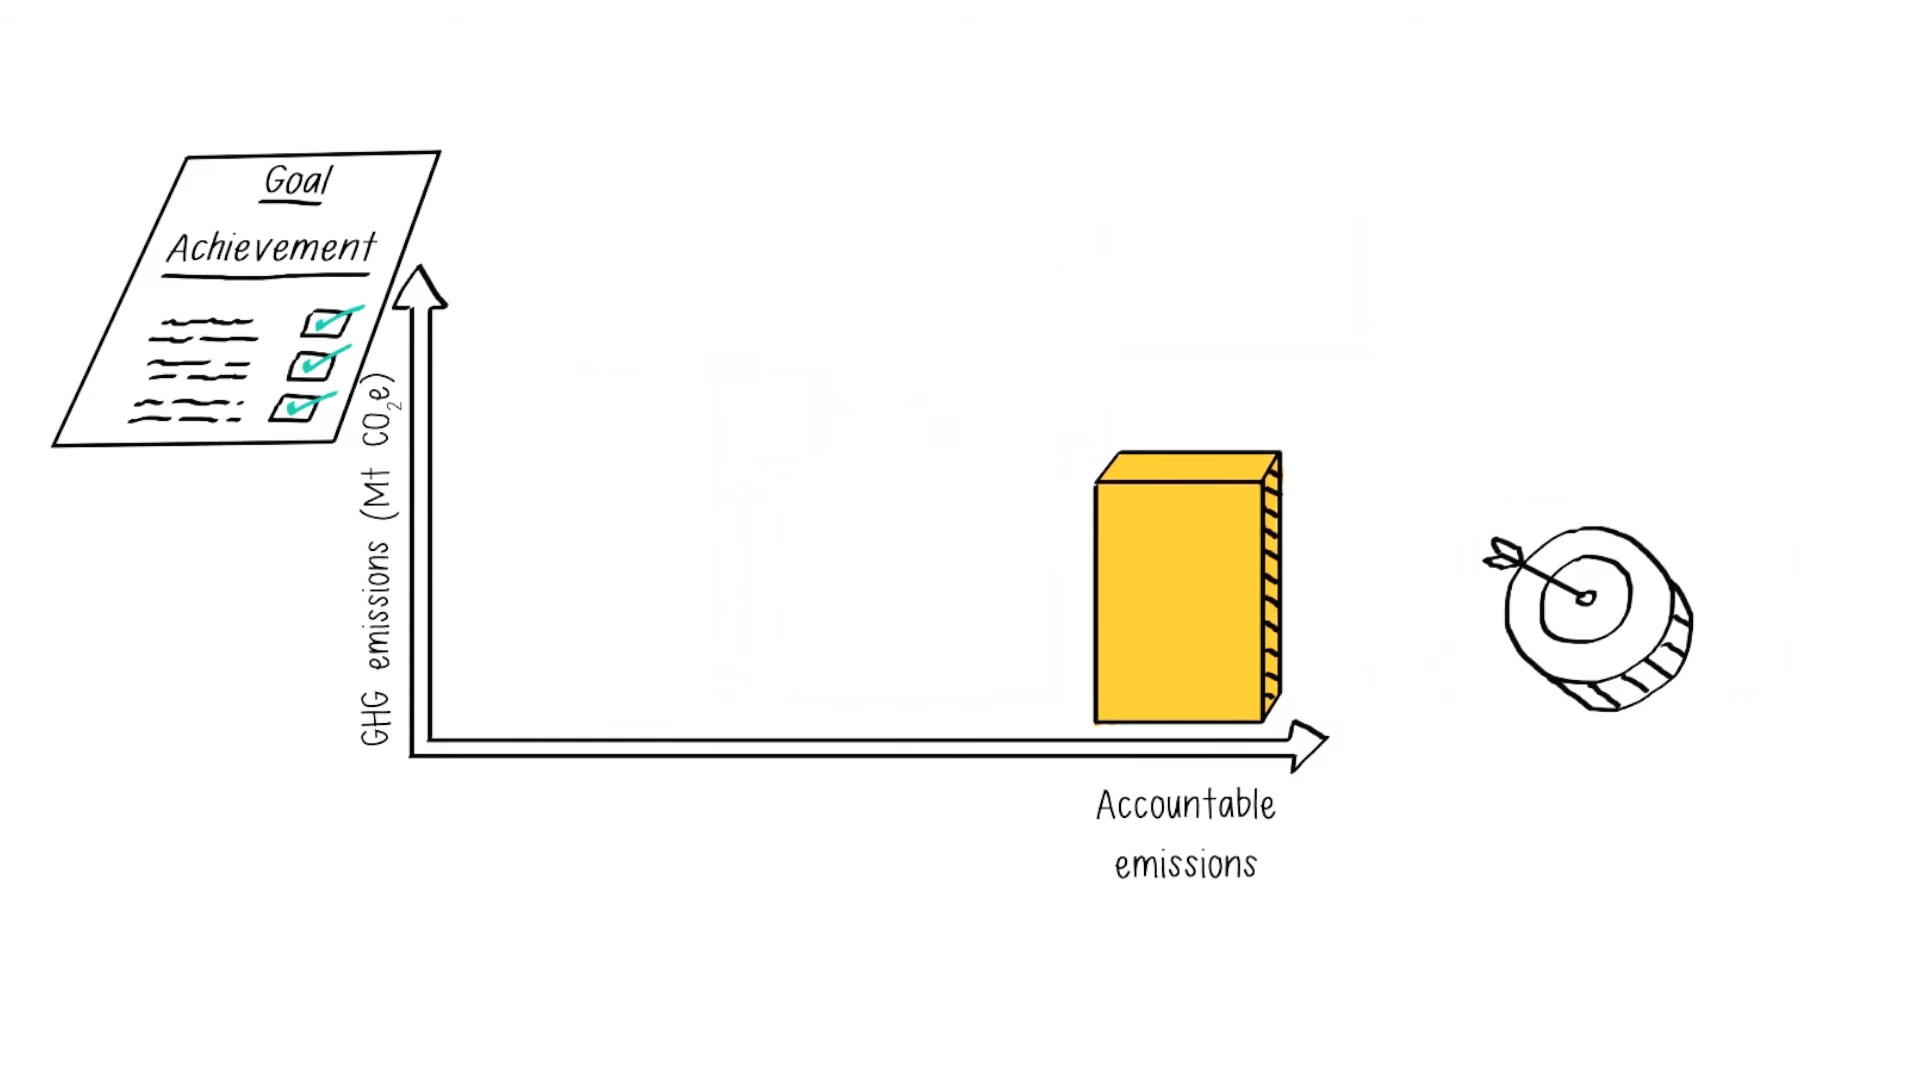 Goal
Achievement
GHG emissions (Mt CO₂e)
Accountable
emissions